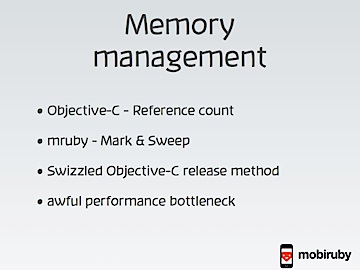 Memory
management
• Objective-C - Reference count
• mruby - Mark & Sweep
• Swizzled Objective-C release method
• awful performance bottleneck
mobiruby